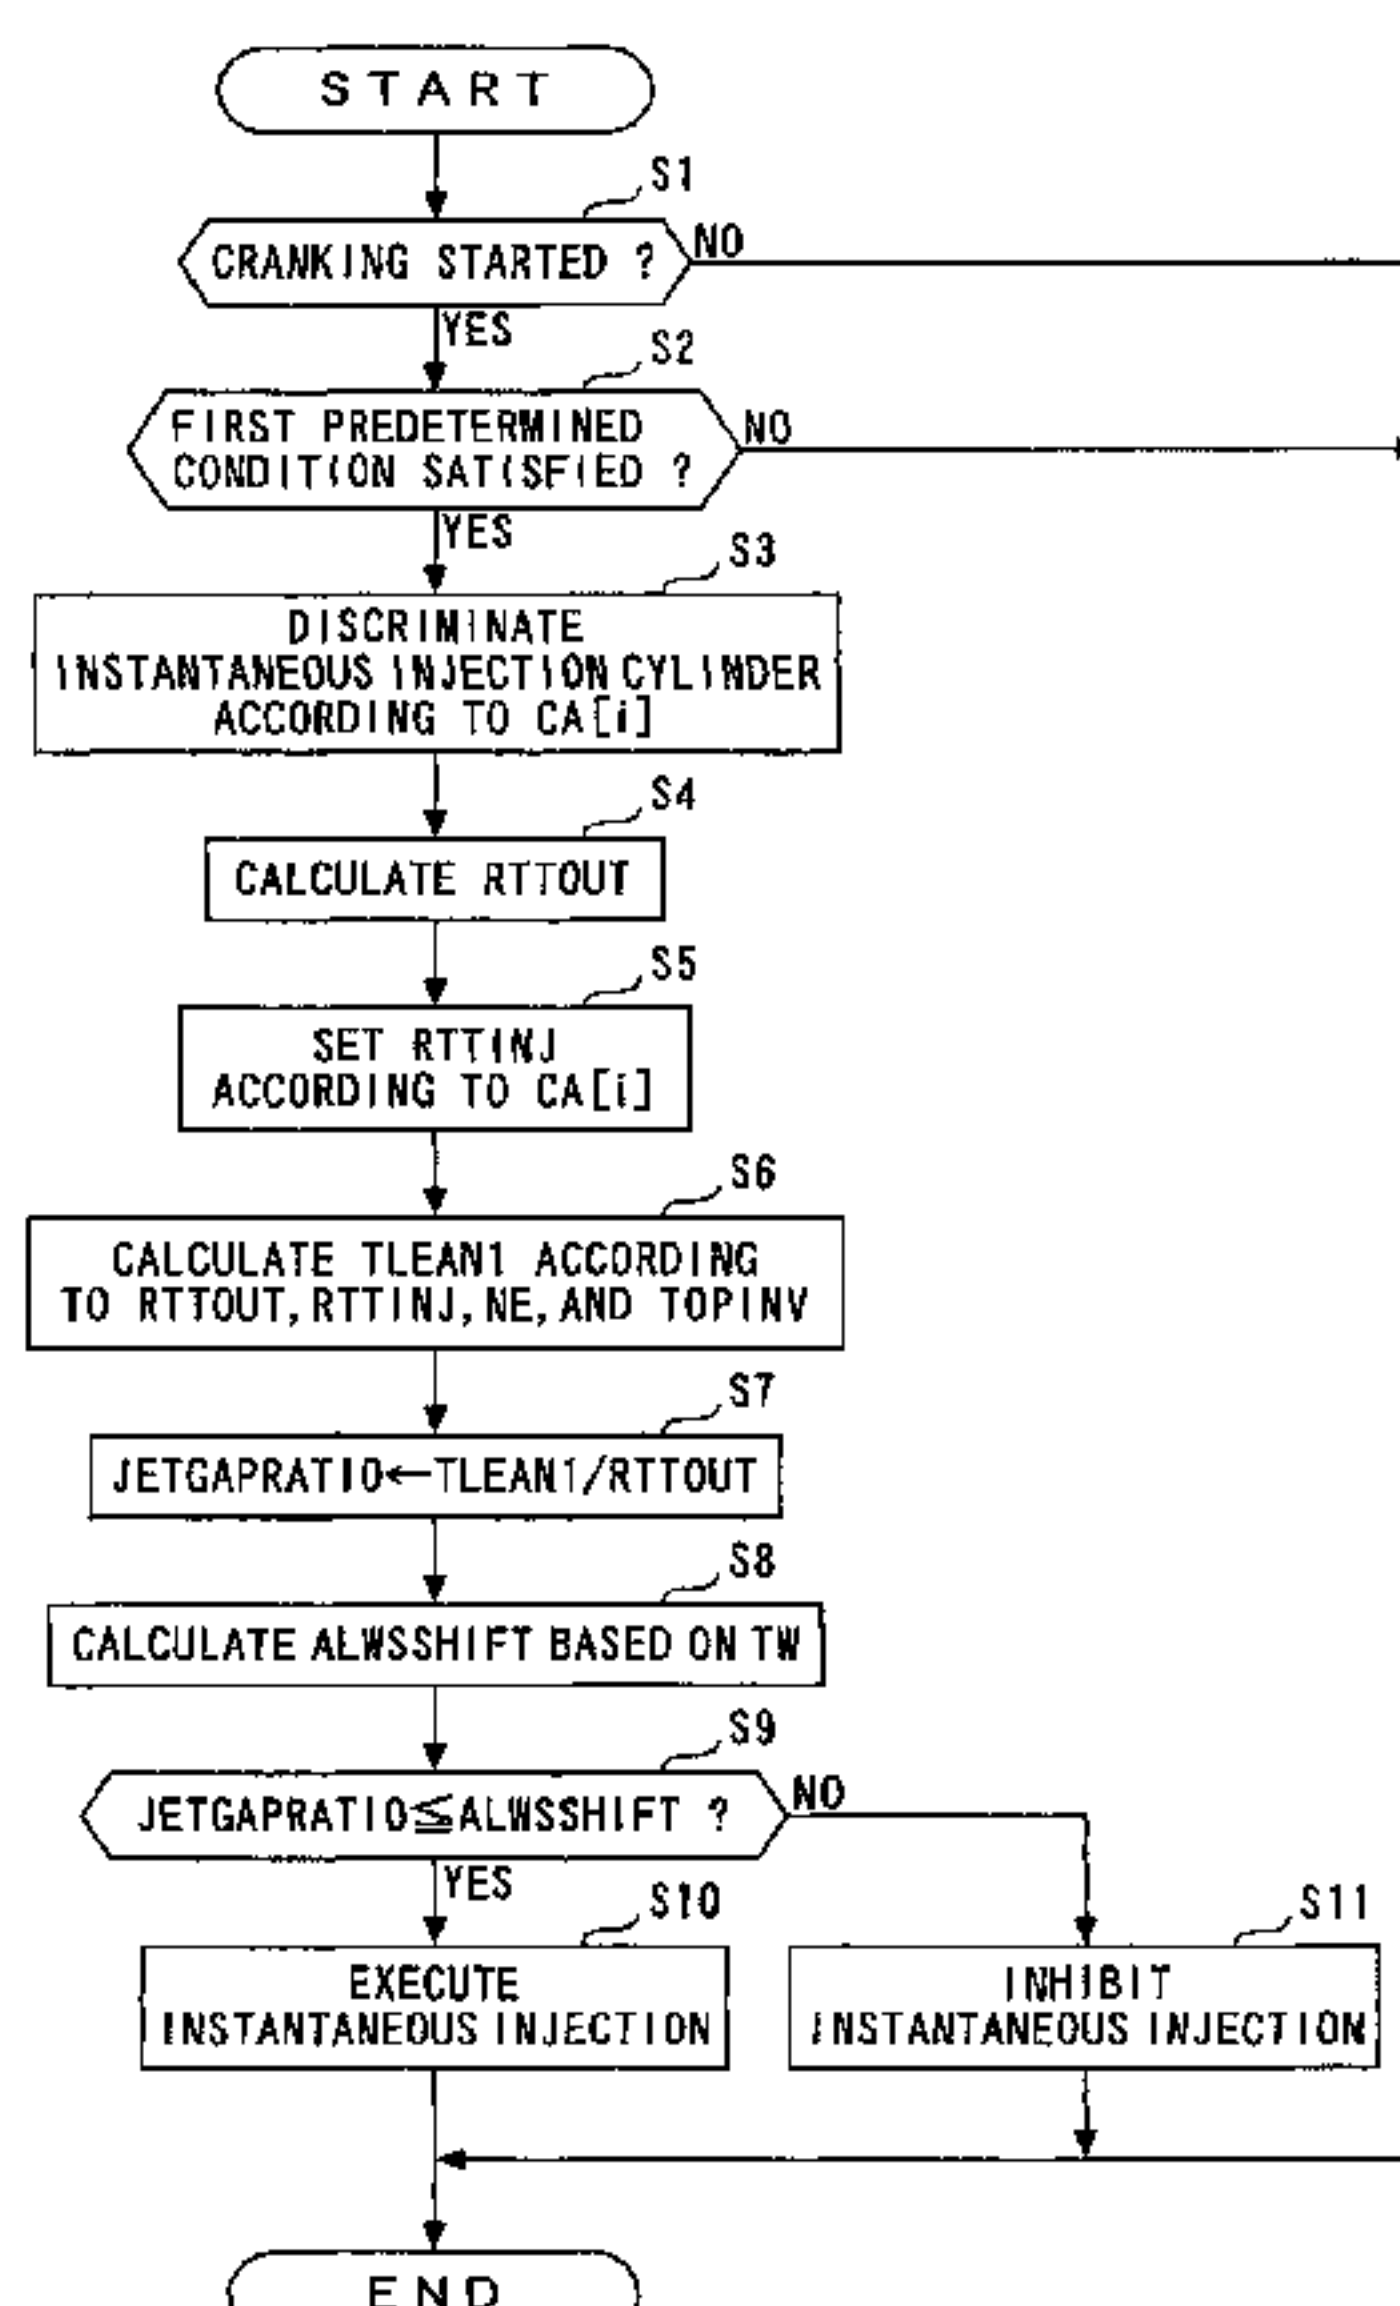 START
S1
CRANKING STARTED ?
NO
YES
S2
FIRST PREDETERMINED
CONDITION SATISFIED ?
NO
YES
S3
DISCRIMINATE
INSTANTANEOUS INJECTION CYLINDER
ACCORDING TO CA[i]
S4
CALCULATE RTTOUT
S5
SET RTTINJ
ACCORDING TO CA[i]
S6
CALCULATE TLEAN1 ACCORDING
TO RTTOUT, RTTINJ, NE, AND TOPINV
S7
JETGAPRATIO←TLEAN1/RTTOUT
S8
CALCULATE ALWSSHIFT BASED ON TW
S9
JETGAPRATIO≦ALWSSHIFT ?
NO
YES
S10
EXECUTE
INSTANTANEOUS INJECTION
S11
INHIBIT
INSTANTANEOUS INJECTION
END